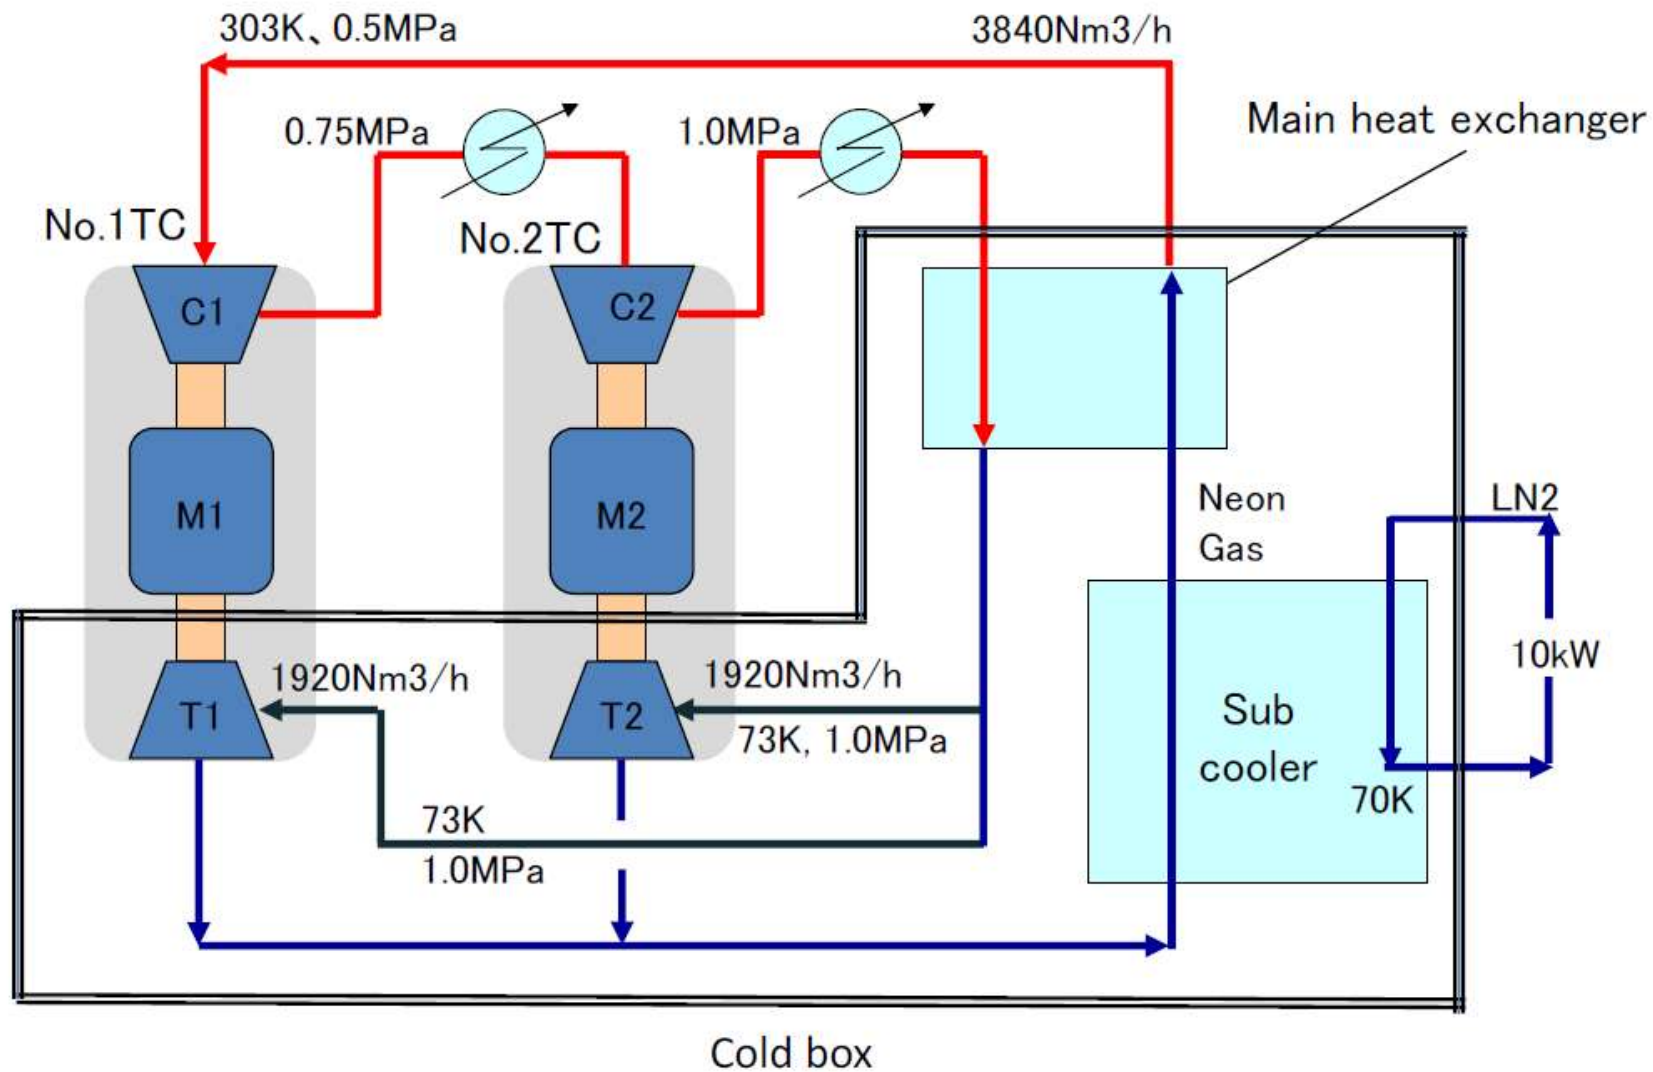 303K、0.5MPa
3840Nm3/h
0.75MPa
1.0MPa
Main heat exchanger
No.1TC
No.2TC
C1
C2
M1
M2
Neon
Gas
LN2
10kW
1920Nm3/h
1920Nm3/h
T1
T2
73K, 1.0MPa
Sub
cooler
70K
73K
1.0MPa
Cold box